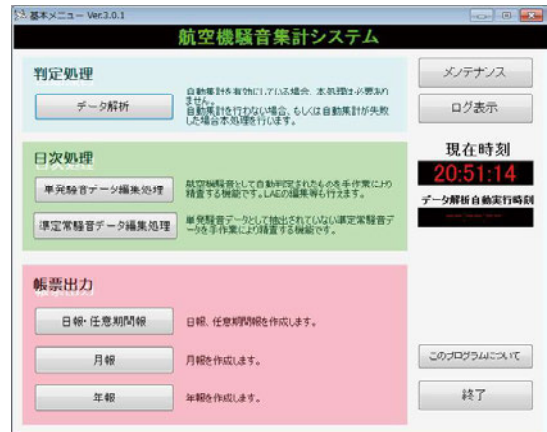 基本メニュー Ver.3.0.1
航空機騒音集計システム
判定処理
データ解析
自動集計を有効にしている場合、本処理は必要ありません。
自動集計を行わない場合、もしくは自動集計が失敗した場合本処理を行います。
日次処理
単発騒音データ編集処理
航空機騒音として自動判定されたものを手作業により精査する機能です。LAEの編集等も行えます。
準定常騒音データ編集処理
単発騒音データとして抽出されていない準定常騒音データを手作業により精査する機能です。
帳票出力
日報・任意期間報
日報、任意期間報を作成します。
月報
月報を作成します。
年報
年報を作成します。
メンテナンス
ログ表示
現在時刻
20:51:14
データ解析自動実行時刻
--:--:--
このプログラムについて
終了